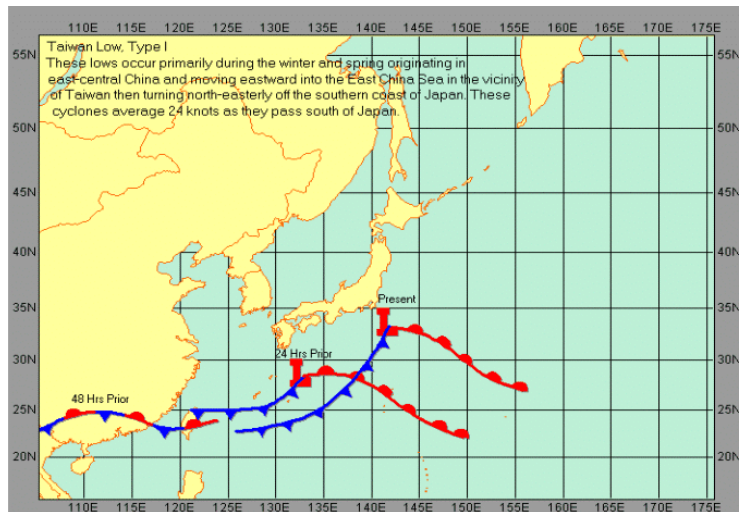 110E 115E 120E 125E 130E 135E 140E 145E 150E 155E 160E 165E 170E 175E
Taiwan Low, Type I
55N 55N
These lows occur primarily during the winter and spring originating in
east-central China and moving eastward into the East China Sea in the vicinity
of Taiwan then turning north-easterly off the southern coast of Japan. These
cyclones average 24 knots as they pass south of Japan.
50N 50N
45N 45N
40N 40N
Present
35N 35N
L
24 Hrs Prior
30N 30N
L
48 Hrs Prior
25N 25N
20N 20N
110E 115E 120E 125E 130E 135E 140E 145E 150E 155E 160E 165E 170E 175E